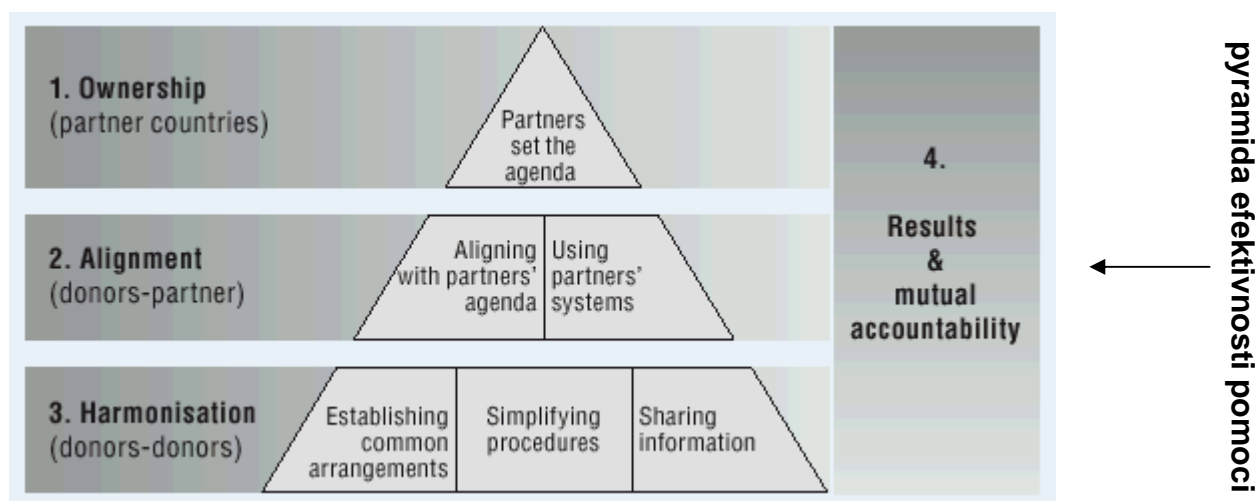 1. Ownership
(partner countries)
Partners
set the
agenda
2. Alignment
(donors-partner)
Aligning
with partners'
agenda
Using
partners'
systems
3. Harmonisation
(donors-donors)
Establishing
common
arrangements
Simplifying
procedures
Sharing
information
4.
Results
&
mutual
accountability
pyramida efektivnosti pomoci